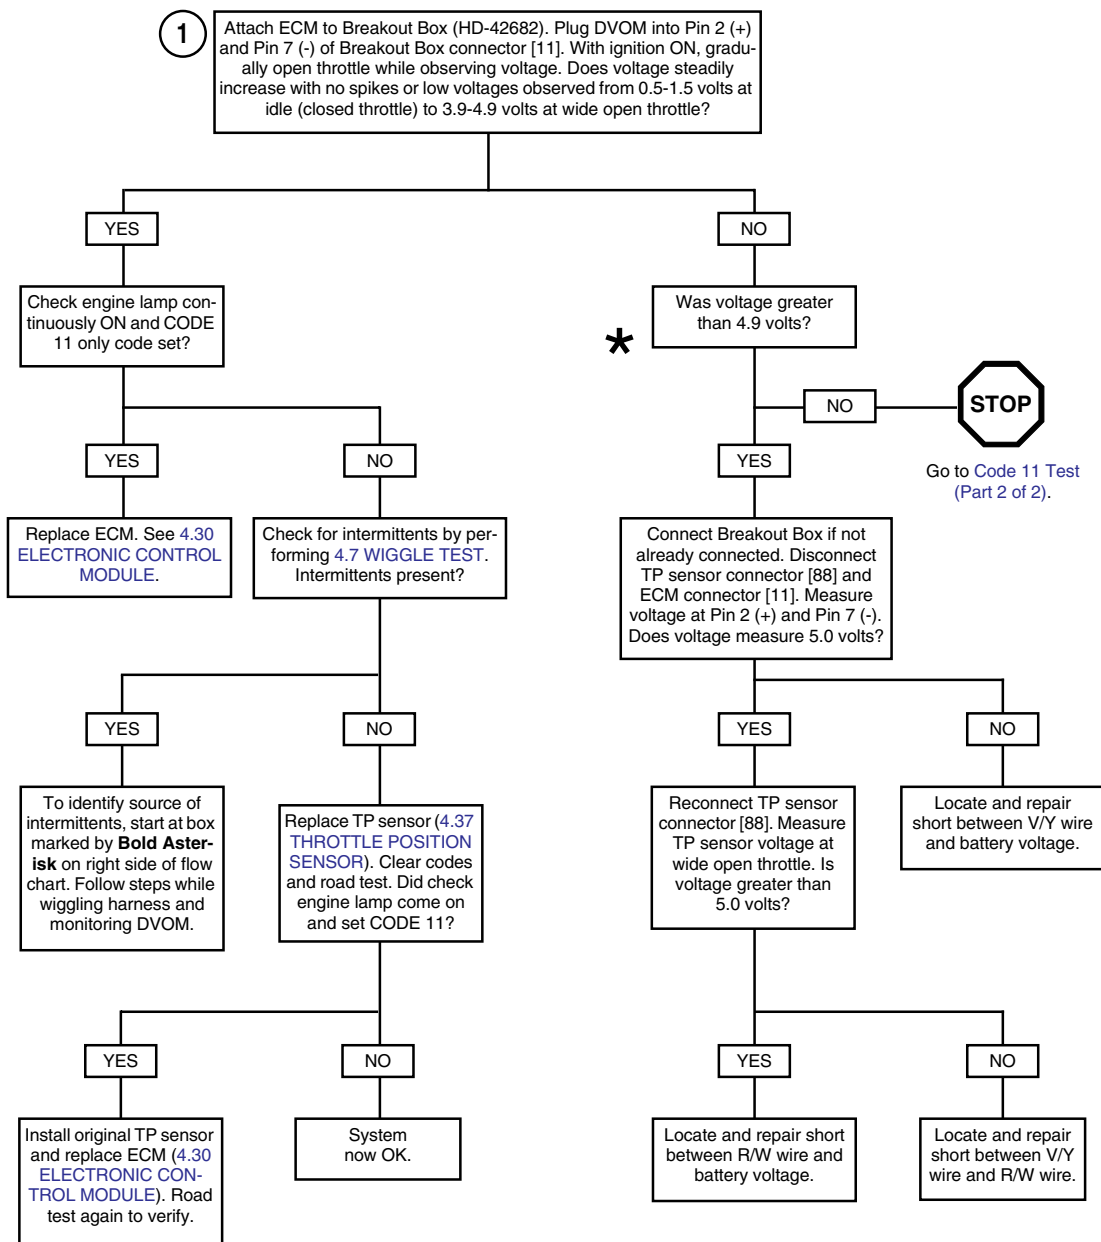 1
Attach ECM to Breakout Box (HD-42682). Plug DVOM into Pin 2 (+)
and Pin 7 (-) of Breakout Box connector [11]. With ignition ON, gradu-
ally open throttle while observing voltage. Does voltage steadily
increase with no spikes or low voltages observed from 0.5-1.5 volts at
idle (closed throttle) to 3.9-4.9 volts at wide open throttle?
YES
NO
Check engine lamp con-
tinuously ON and CODE
11 only code set?
*
Was voltage greater
than 4.9 volts?
NO
STOP
Go to Code 11 Test
(Part 2 of 2).
YES
NO
YES
Replace ECM. See 4.30
ELECTRONIC CONTROL
MODULE.
Check for intermittents by per-
forming 4.7 WIGGLE TEST.
Intermittents present?
Connect Breakout Box if not
already connected. Disconnect
TP sensor connector [88] and
ECM connector [11]. Measure
voltage at Pin 2 (+) and Pin 7 (-).
Does voltage measure 5.0 volts?
YES
NO
YES
NO
To identify source of
intermittents, start at box
marked by Bold Aster-
isk on right side of flow
chart. Follow steps while
wiggling harness and
monitoring DVOM.
Replace TP sensor (4.37
THROTTLE POSITION
SENSOR). Clear codes
and road test. Did check
engine lamp come on
and set CODE 11?
Reconnect TP sensor
connector [88]. Measure
TP sensor voltage at
wide open throttle. Is
voltage greater than
5.0 volts?
Locate and repair
short between V/Y wire
and battery voltage.
YES
NO
YES
NO
Install original TP sensor
and replace ECM (4.30
ELECTRONIC CON-
TROL MODULE). Road
test again to verify.
System
now OK.
Locate and repair short
between R/W wire and
battery voltage.
Locate and repair
short between V/Y
wire and R/W wire.